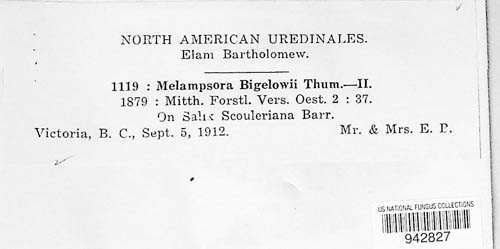 NORTH AMERICAN UREDINALES.
Elam Bartholomew.
1119 : Melampsora Bigelowii Thum.—II.
1879 : Mitth. Forstl. Vers. Oest. 2 : 37.
On Salix Scouleriana Barr.
Victoria, B. C., Sept. 5, 1912. Mr. & Mrs. E. B.
US NATIONAL FUNGUS COLLECTIONS
942827